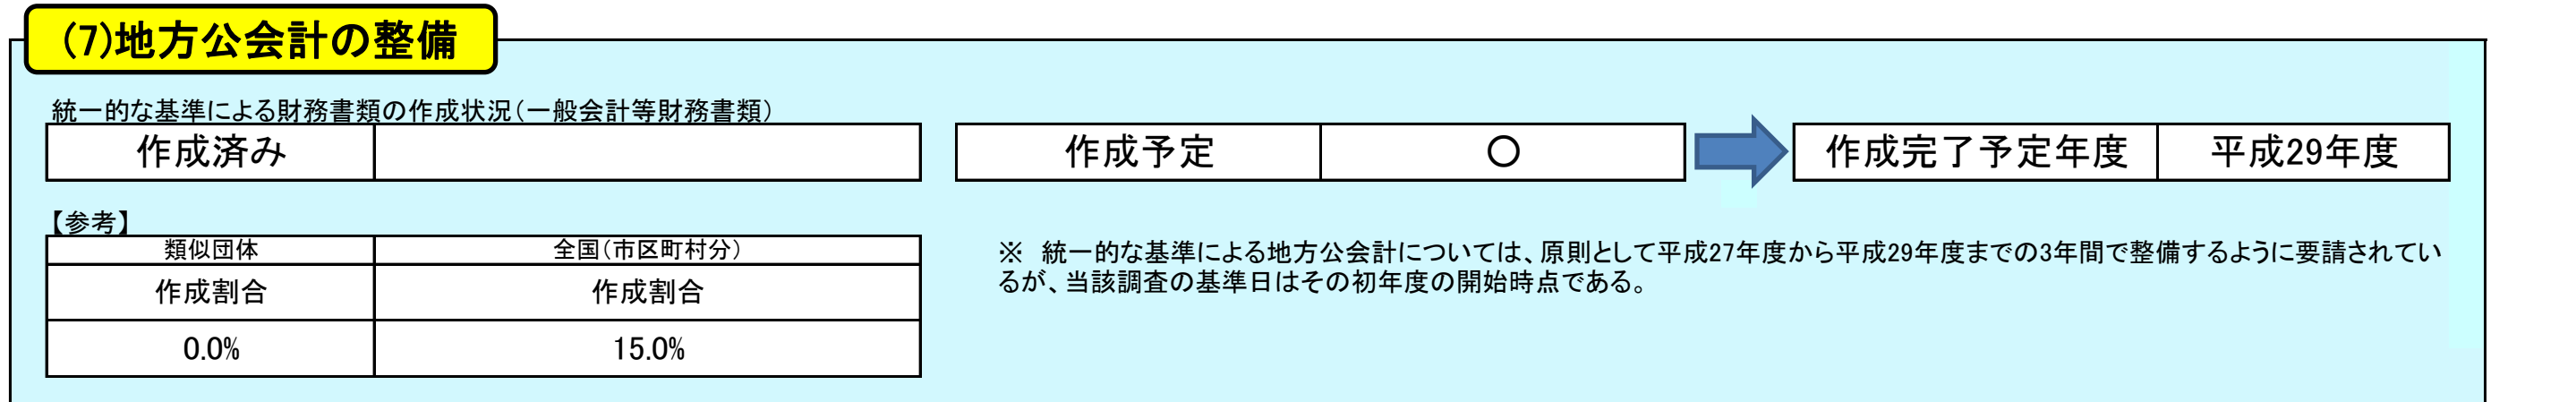 (7)地方公会計の整備
統一的な基準による財務書類の作成状況(一般会計等財務書類)
作成済み
作成予定 ○
作成完了予定年度 平成29年度
【参考】
類似団体 全国(市区町村分)
作成割合 作成割合
0.0% 15.0%
※ 統一的な基準による地方公会計については、原則として平成27年度から平成29年度までの3年間で整備するように要請されてい
るが、当該調査の基準日はその初年度の開始時点である。